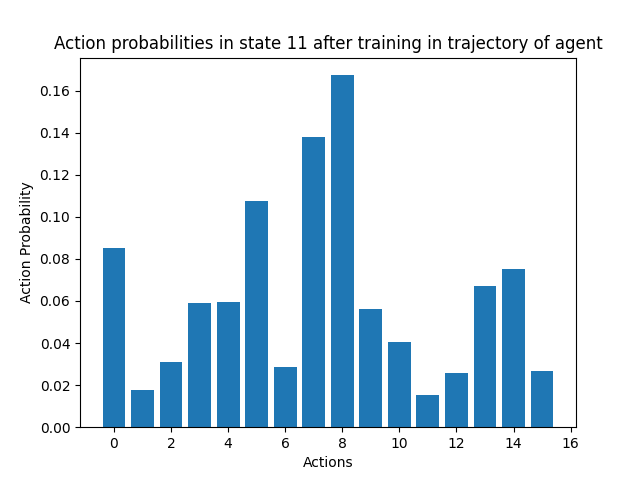 Action probabilities in state 11 after training in trajectory of agent
0.16
0.14
0.12
0.10
0.08
0.06
0.04
0.02
0.00
Action Probability
0 2 4 6 8 10 12 14 16
Actions